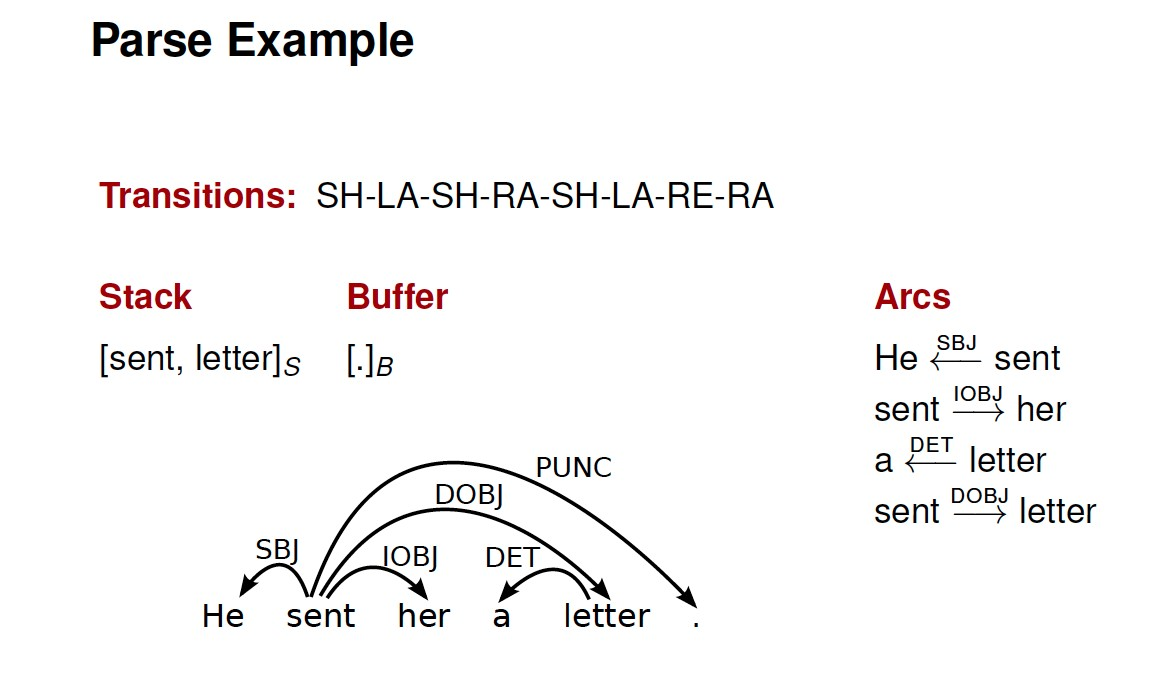 Parse Example
Transitions: SH-LA-SH-RA-SH-LA-RE-RA
Stack Buffer Arcs
[sent, letter]S [.]B
He ←SBJ sent
sent →IOBJ her
a ←DET letter
sent →DOBJ letter
PUNC
DOBJ
SBJ IOBJ DET
He sent her a letter .